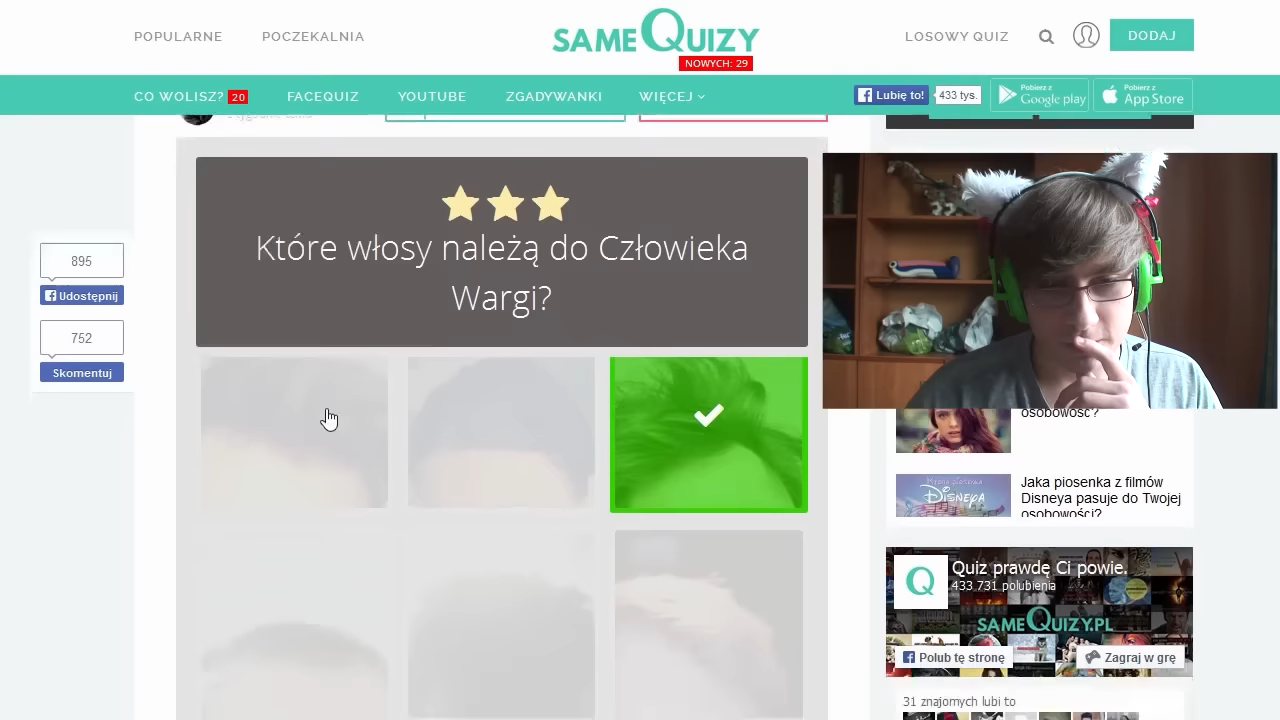 POPULARNE
POCZEKALNIA
SAMEQUIZY
NOWYCH: 29
LOSOWY QUIZ
DODAJ
CO WOLISZ? 20
FACEQUIZ
YOUTUBE
ZGADYWANKI
WIĘCEJ
Lubię to! 433 tys.
Pobierz z
Google play
Pobierz z
App Store
895
Udostępnij
752
Skomentuj
Które włosy należą do Człowieka
Wargi?
osobowość?
DISNEYA
Jaka piosenka z filmów
Disneya pasuje do Twojej
osobowości?
Q
Quiz prawdę Ci powie.
433 731 polubienia
SAMEQUIZY.PL
Polub tę stronę
Zagraj w grę
31 znajomych lubi to